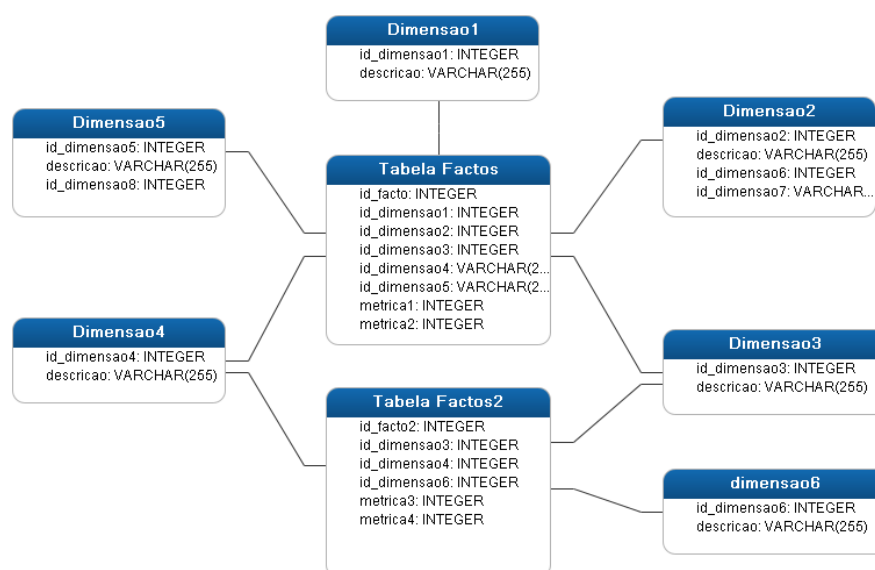 Dimensao1
id_dimensao1: INTEGER
descricao: VARCHAR(255)
Dimensao5
id_dimensao5: INTEGER
descricao: VARCHAR(255)
id_dimensao8: INTEGER
Dimensao2
id_dimensao2: INTEGER
descricao: VARCHAR(255)
id_dimensao6: INTEGER
id_dimensao7: VARCHAR...
Tabela Factos
id_facto: INTEGER
id_dimensao1: INTEGER
id_dimensao2: INTEGER
id_dimensao3: INTEGER
id_dimensao4: VARCHAR(2...
id_dimensao5: VARCHAR(2...
metrica1: INTEGER
metrica2: INTEGER
Dimensao4
id_dimensao4: INTEGER
descricao: VARCHAR(255)
Dimensao3
id_dimensao3: INTEGER
descricao: VARCHAR(255)
Tabela Factos2
id_facto2: INTEGER
id_dimensao3: INTEGER
id_dimensao4: INTEGER
id_dimensao6: INTEGER
metrica3: INTEGER
metrica4: INTEGER
dimensao6
id_dimensao6: INTEGER
descricao: VARCHAR(255)